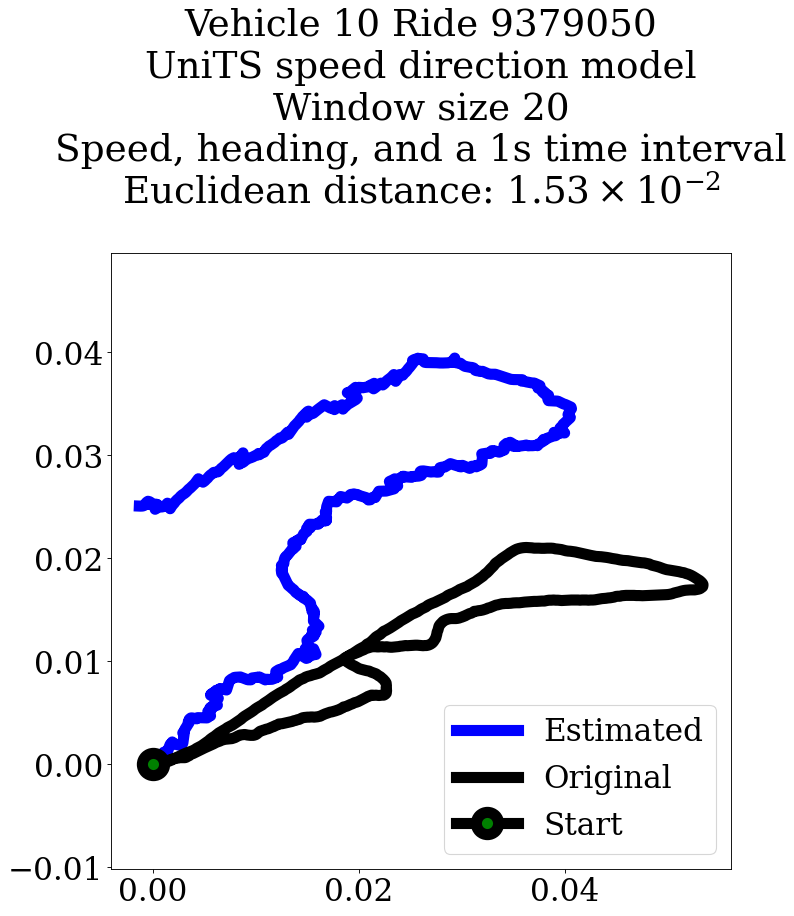 Vehicle 10 Ride 9379050
UniTS speed direction model
Window size 20
Speed, heading, and a 1s time interval
Euclidean distance: 1.53 × 10⁻²
0.04
0.03
0.02
0.01
0.00
−0.01
0.00 0.02 0.04
Estimated
Original
Start